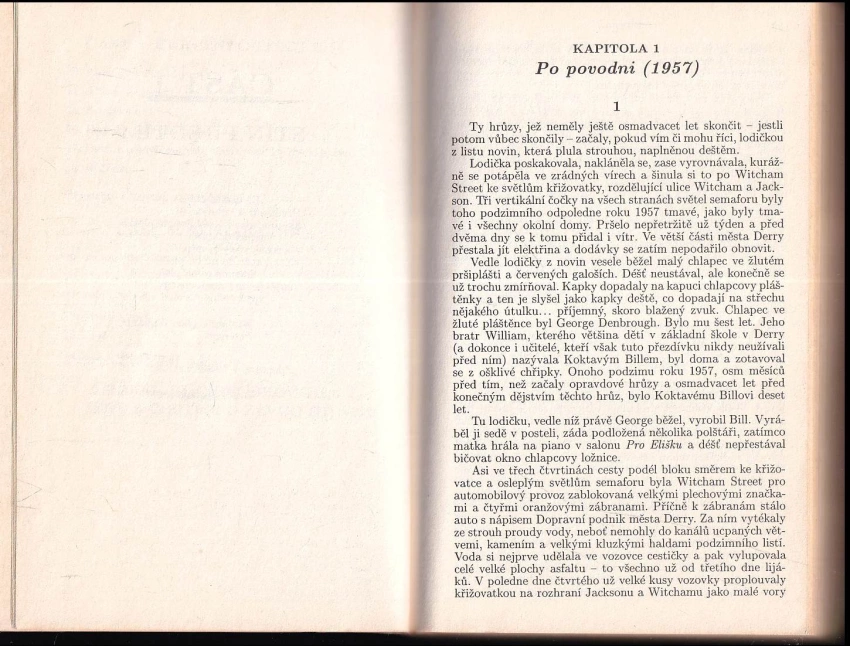 KAPITOLA 1
Po povodni (1957)
1
Ty hrůzy, jež neměly ještě osmadvacet let skončit – jestli
potom vůbec skončily – začaly, pokud vím či mohu říci, lodičkou
z listu novin, která plula strouhou, naplněnou deštěm.
Lodička poskakovala, nakláněla se, zase vyrovnávala, kuráž-
ně se potápěla ve zrádných vírech a šinula si to po Witcham
Street ke světlům křižovatky, rozdělující ulice Witcham a Jack-
son. Tři vertikální čočky na všech stranách světel semaforu byly
toho podzimního odpoledne roku 1957 tmavé, jako byly tma-
vé i všechny okolní domy. Pršelo nepřetržitě už týden a před
dvěma dny se k tomu přidal i vítr. Ve větší části města Derry
přestala jít elektřina a dodávky se zatím nepodařilo obnovit.
Vedle lodičky z novin vesele běžel malý chlapec ve žlutém
pršiplášti a červených galoších. Déšť neustával, ale konečně se
už trochu zmírňoval. Kapky dopadaly na kapuci chlapcovy pláš-
těnky a ten je slyšel jako kapky deště, co dopadají na střechu
nějakého útulku... příjemný, skoro blažený zvuk. Chlapec ve
žluté pláštěnce byl George Denbrough. Bylo mu šest let. Jeho
bratr William, kterého většina dětí v základní škole v Derry
(a dokonce i učitelé, kteří však tuto přezdívku nikdy neužívali
před ním) nazývala Koktavým Billem, byl doma a zotavoval
se z ošklivé chřipky. Onoho podzimu roku 1957, osm měsíců
před tím, než začaly opravdové hrůzy a osmadvacet let před
konečným dějstvím těchto hrůz, bylo Koktavému Billovi deset
let.
Tu lodičku, vedle níž právě George běžel, vyrobil Bill. Vyrá-
běl ji sedě v posteli, záda podložená několika polštáři, zatímco
matka hrála na piano v salonu Pro Elišku a déšť nepřestával
bičovat okno chlapcovy ložnice.
Asi ve třech čtvrtinách cesty podél bloku směrem ke křižo-
vatce a osleplým světlům semaforu byla Witcham Street pro
automobilový provoz zablokovaná velkými plechovými značka-
mi a čtyřmi oranžovými zábranami. Příčně k zábranám stálo
auto s nápisem Dopravní podnik města Derry. Za ním vytékaly
ze strouh proudy vody, neboť nemohly do kanálů ucpaných vět-
vemi, kamením a velkými kluzkými haldami podzimního listí.
Voda si nejprve udělala ve vozovce cestičky a pak vylupovala
celé velké plochy asfaltu – to všechno už od třetího dne liják-
ů. V poledne dne čtvrtého už velké kusy vozovky proplouvaly
křižovatkou na rozhraní Jacksonu a Witchamu jako malé vory